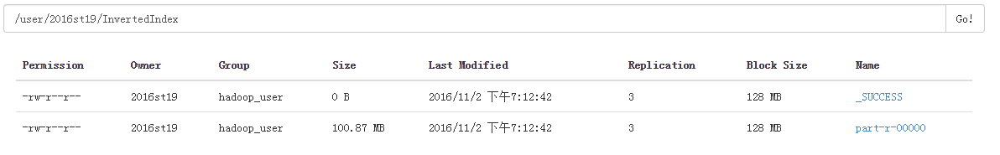 /user/2016st19/InvertedIndex Go!
Permission Owner Group Size Last Modified Replication Block Size Name
-rw-r--r-- 2016st19 hadoop_user 0 B 2016/11/2 下午7:12:42 3 128 MB _SUCCESS
-rw-r--r-- 2016st19 hadoop_user 100.87 MB 2016/11/2 下午7:12:42 3 128 MB part-r-00000